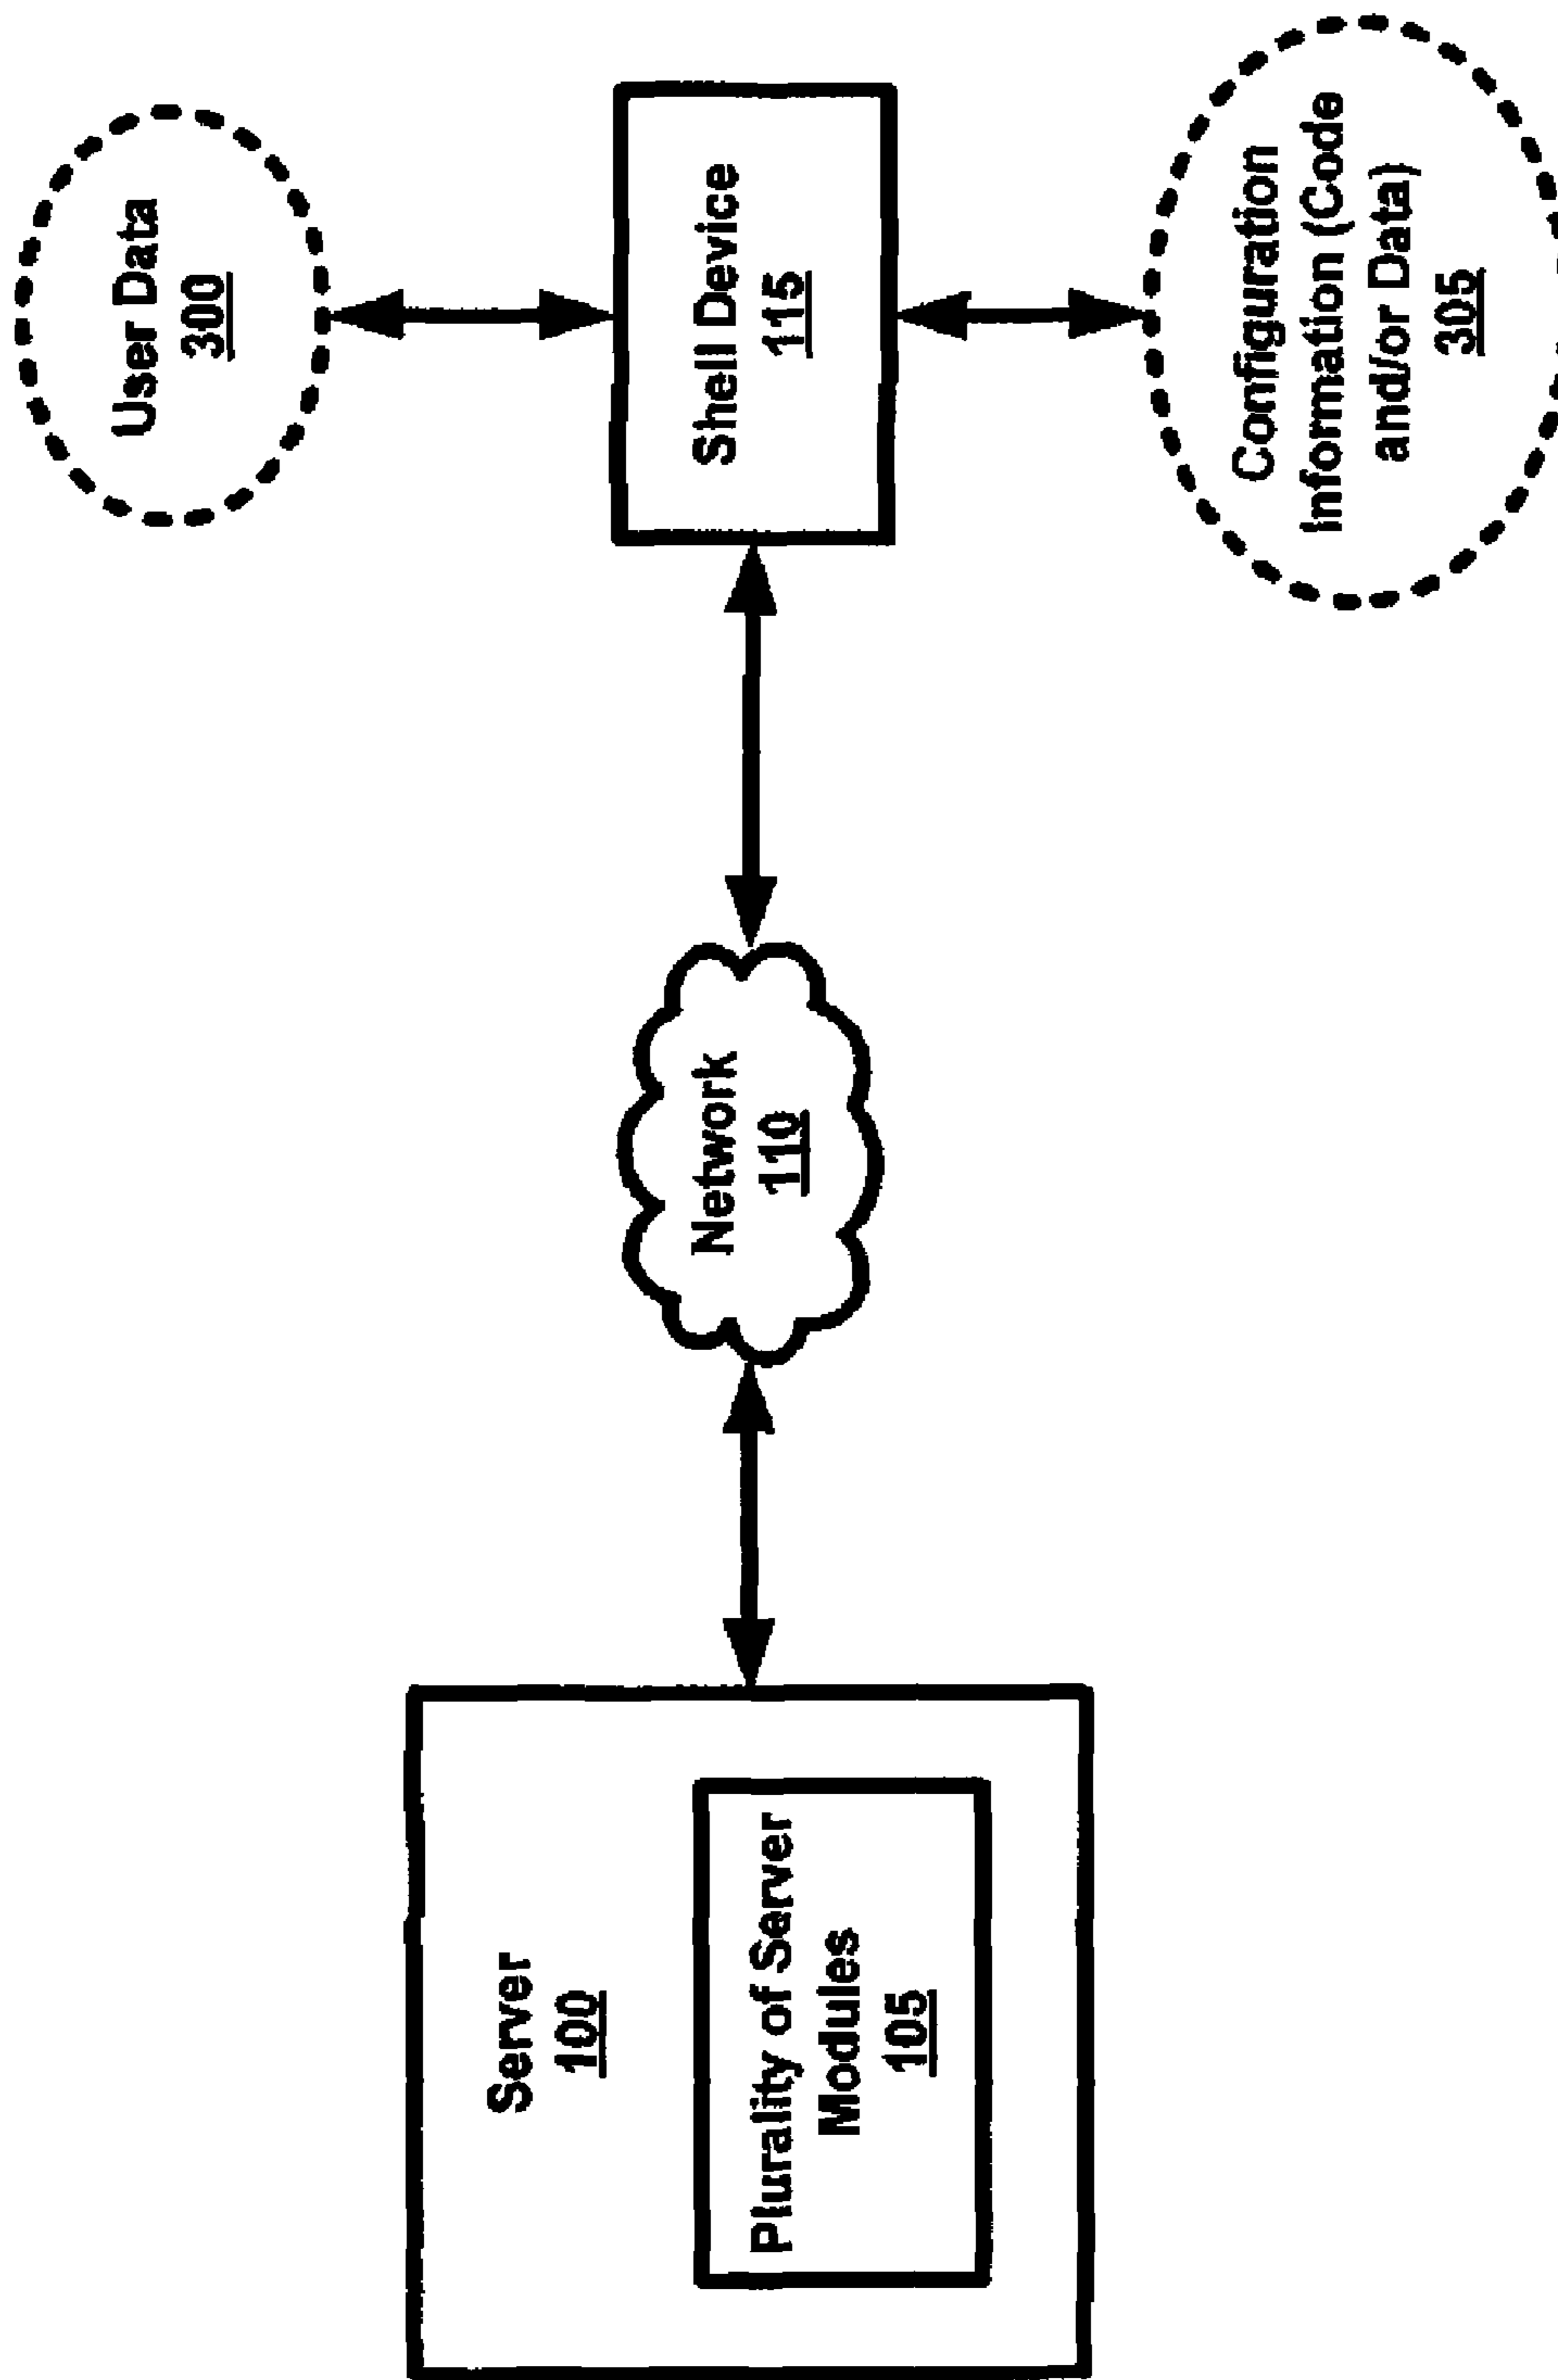 Server
100
Plurality of Server
Modules
105
Network
110
User Data
300
Shell Device
115
Configuration
Information (Code
and/or Data)
305